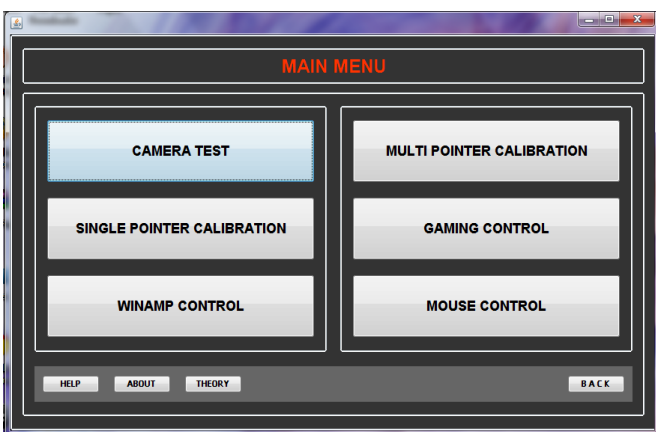 MAIN MENU
CAMERA TEST
MULTI POINTER CALIBRATION
SINGLE POINTER CALIBRATION
GAMING CONTROL
WINAMP CONTROL
MOUSE CONTROL
HELP
ABOUT
THEORY
BACK